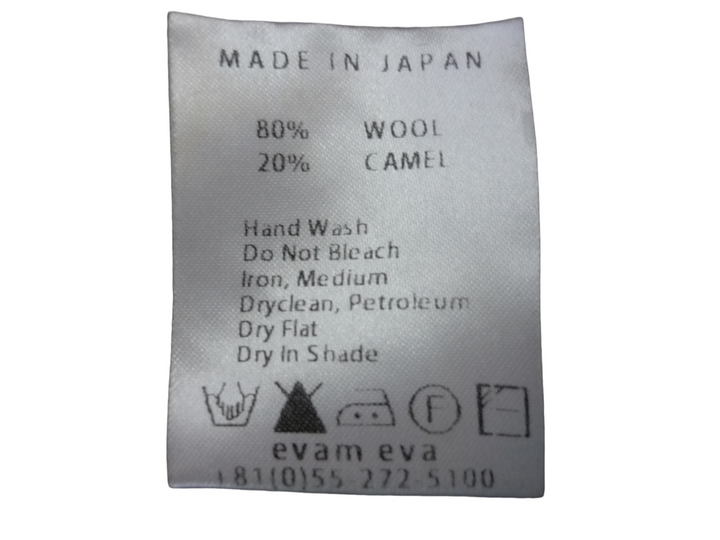 MADE IN JAPAN
80% WOOL
20% CAMEL
Hand Wash
Do Not Bleach
Iron, Medium
Dryclean, Petroleum
Dry Flat
Dry In Shade
F
evam eva
+81(0)55-272-5100